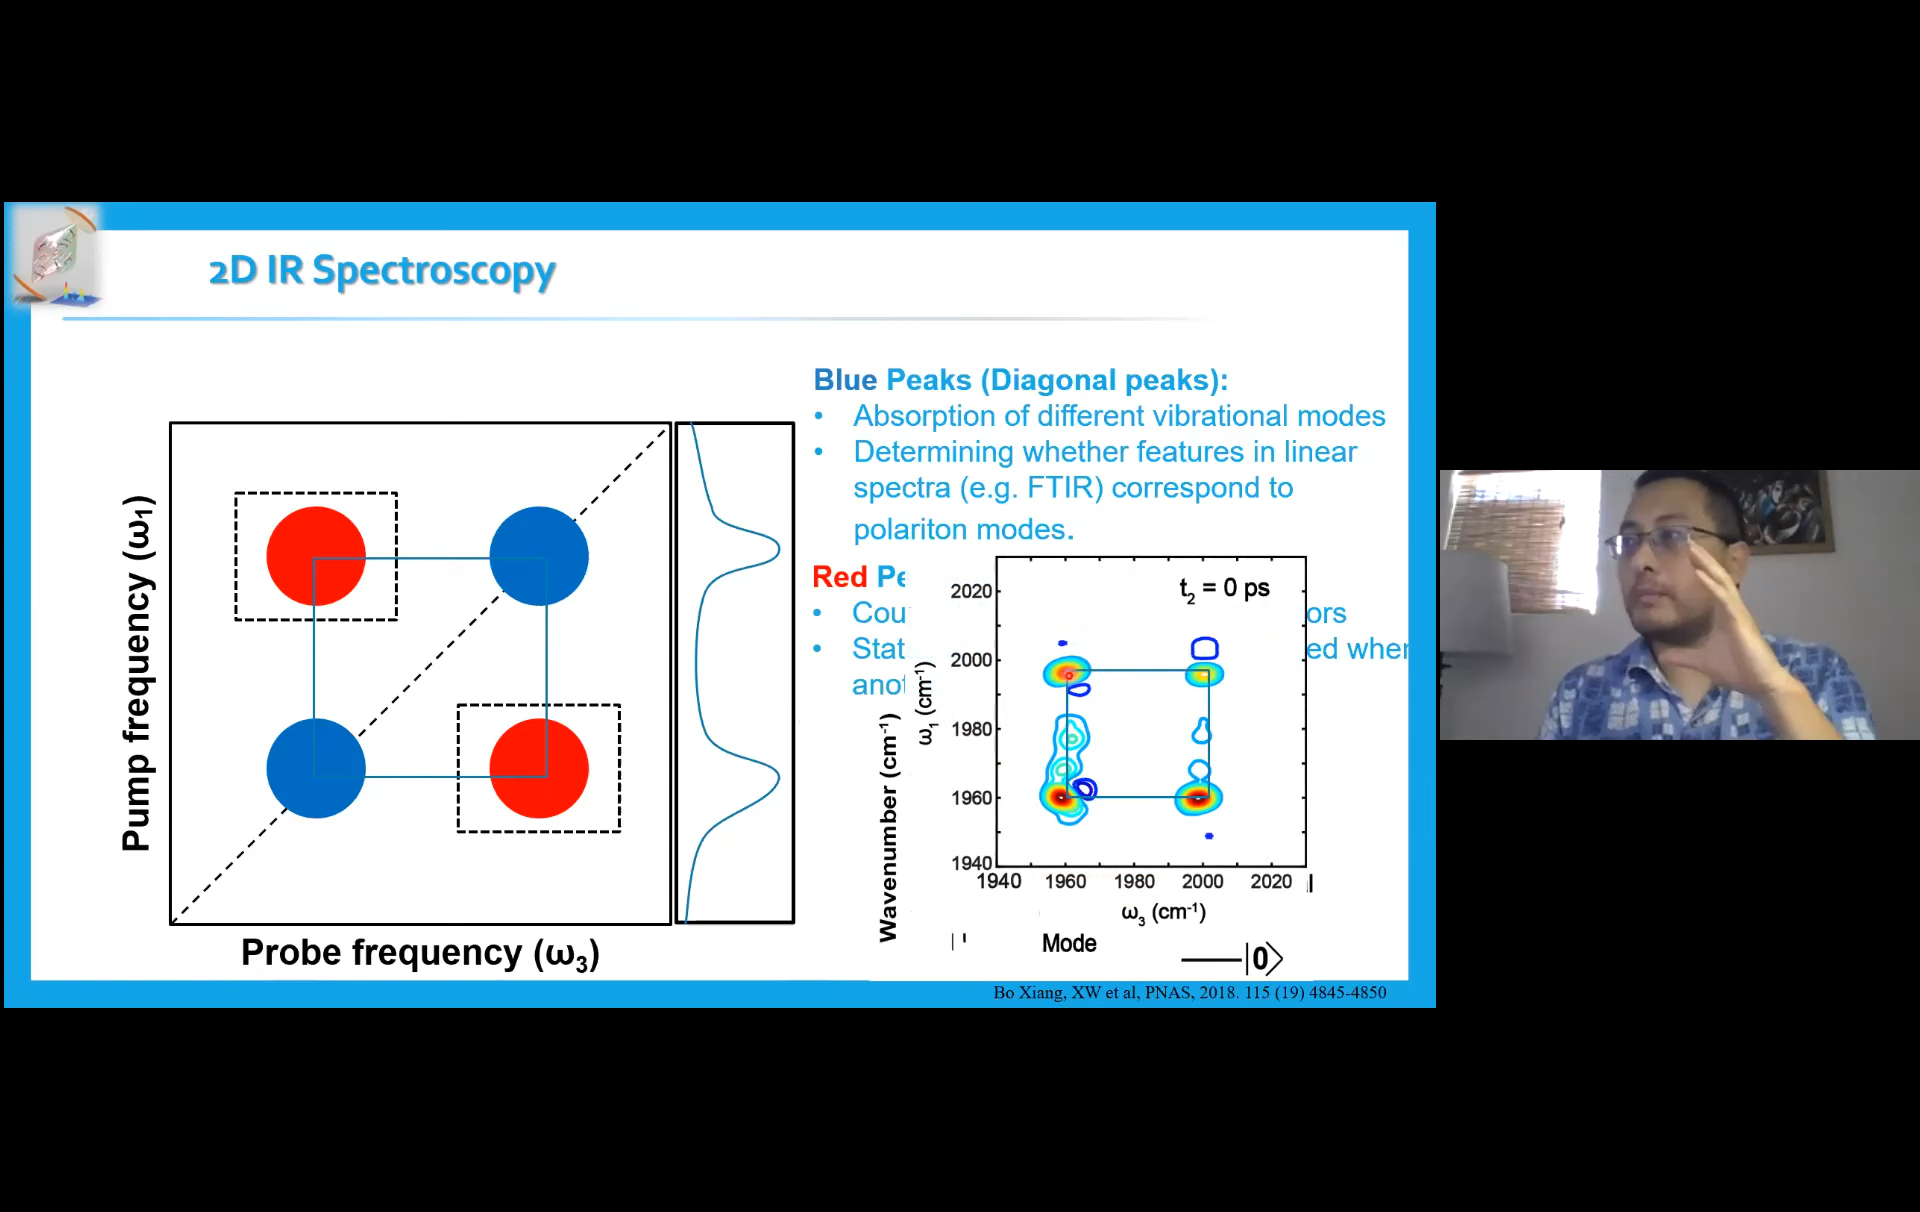 2D IR Spectroscopy
Blue Peaks (Diagonal peaks):
• Absorption of different vibrational modes
• Determining whether features in linear
spectra (e.g. FTIR) correspond to
polariton modes.
Red Pe
• Cou ors
• Stat ed wher
anot
Pump frequency (ω1)
Probe frequency (ω3)
t2 = 0 ps
2020
2000
1980
1960
1940
1940 1960 1980 2000 2020
ω1 (cm-1)
ω3 (cm-1)
Wavenumber (cm-1)
Mode
|0〉
Bo Xiang, XW et al, PNAS, 2018. 115 (19) 4845-4850